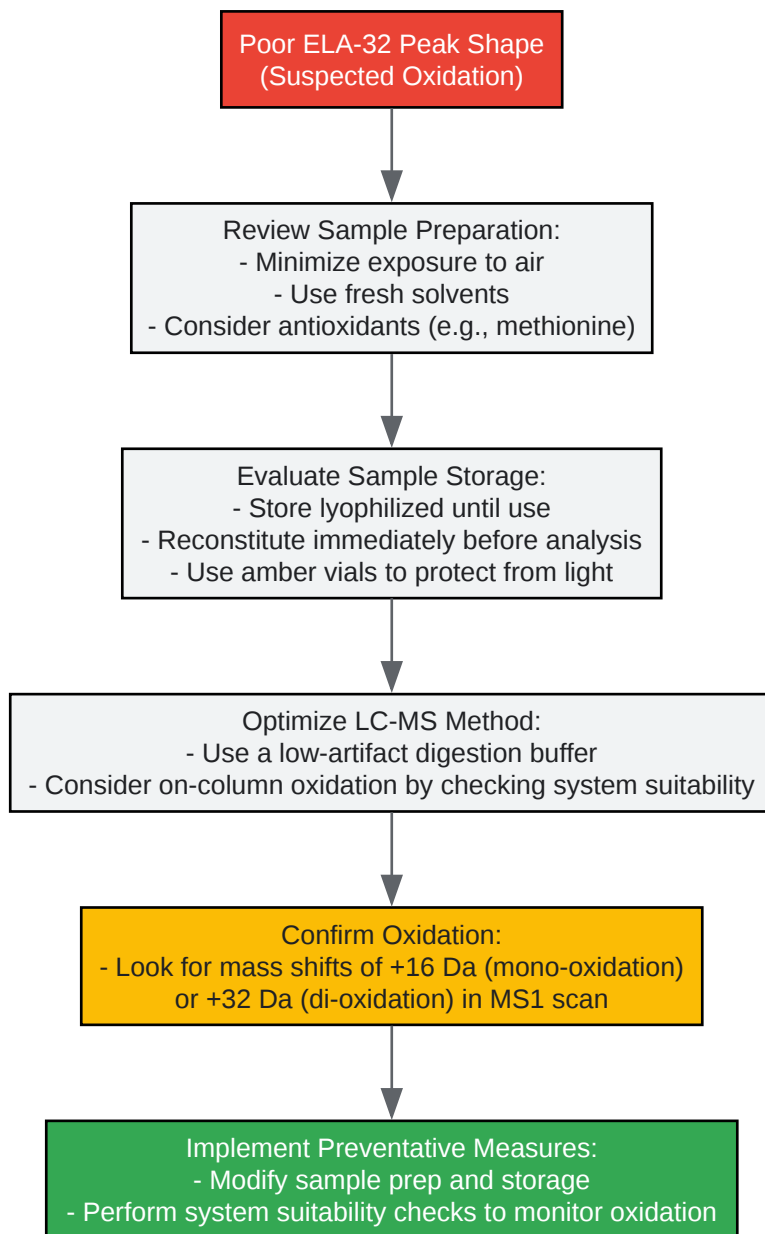 Poor ELA-32 Peak Shape
(Suspected Oxidation)
Review Sample Preparation:
- Minimize exposure to air
- Use fresh solvents
- Consider antioxidants (e.g., methionine)
Evaluate Sample Storage:
- Store lyophilized until use
- Reconstitute immediately before analysis
- Use amber vials to protect from light
Optimize LC-MS Method:
- Use a low-artifact digestion buffer
- Consider on-column oxidation by checking system suitability
Confirm Oxidation:
- Look for mass shifts of +16 Da (mono-oxidation)
or +32 Da (di-oxidation) in MS1 scan
Implement Preventative Measures:
- Modify sample prep and storage
- Perform system suitability checks to monitor oxidation